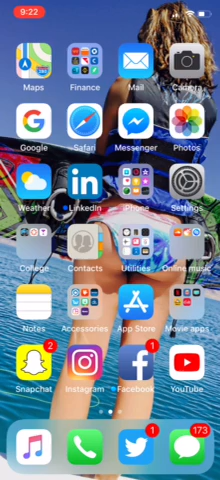 9:22
Maps Finance Mail Camera
Google Safari Messenger Photos
Weather LinkedIn iPhone Settings
College Contacts Utilities Online music
Notes Accessories App Store Movie apps
2 1
Snapchat Instagram Facebook YouTube
1 173